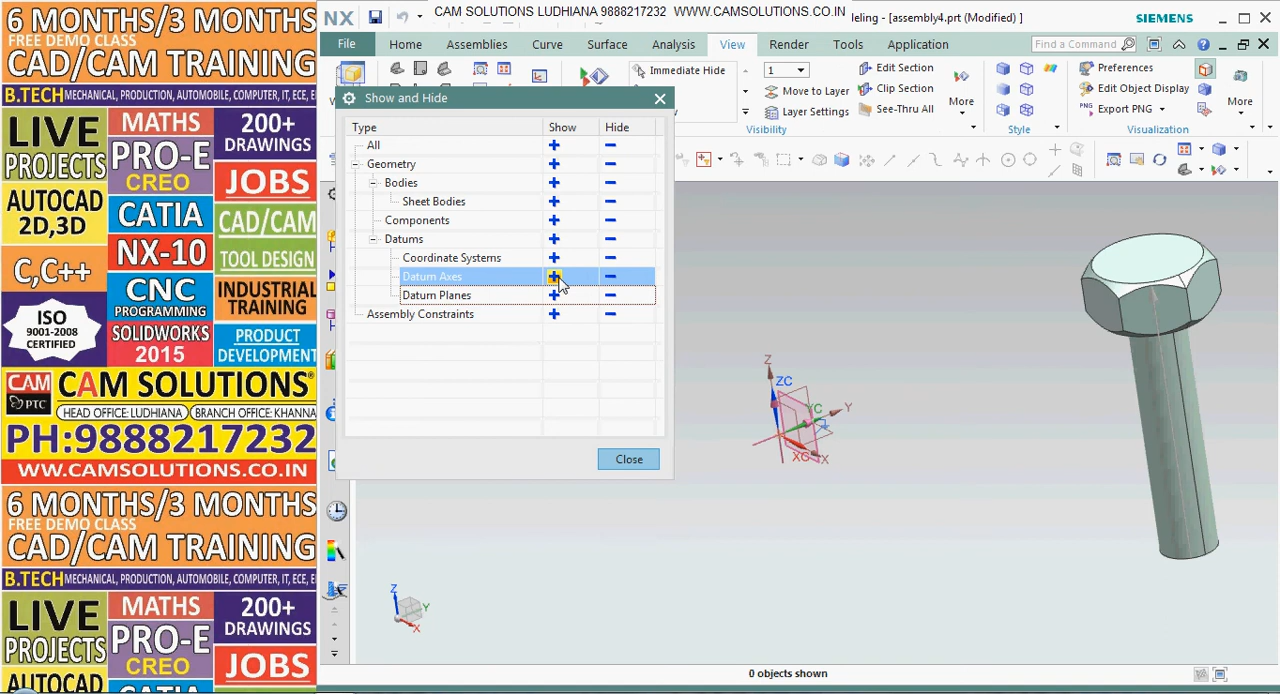 6 MONTHS/3 MONTHS
FREE DEMO CLASS
CAD/CAM TRAINING
B.TECH MECHANICAL, PRODUCTION, AUTOMOBILE, COMPUTER, IT, ECE,
LIVE PROJECTS
MATHS
PRO-E
CREO
200+
DRAWINGS
JOBS
AUTOCAD
2D,3D
CATIA
CAD/CAM
TOOL DESIGN
C,C++
NX-10
CNC
PROGRAMMING
INDUSTRIAL
TRAINING
ISO
9001-2008
CERTIFIED
SOLIDWORKS
2015
PRODUCT
DEVELOPMENT
CAM
PTC
CAM SOLUTIONS®
HEAD OFFICE: LUDHIANA
BRANCH OFFICE: KHANNA
PH:9888217232
WWW.CAMSOLUTIONS.CO.IN
6 MONTHS/3 MONTHS
FREE DEMO CLASS
CAD/CAM TRAINING
B.TECH MECHANICAL, PRODUCTION, AUTOMOBILE, COMPUTER, IT, ECE,
LIVE PROJECTS
MATHS
PRO-E
CREO
200+
DRAWINGS
JOBS
AUTOCAD
NX
CAM SOLUTIONS LUDHIANA 9888217232 WWW.CAMSOLUTIONS.CO.IN
leling - [assembly4.prt (Modified) ]
SIEMENS
File Home Assemblies Curve Surface Analysis View Render Tools Application
Find a Command
Immediate Hide
1
Move to Layer
Layer Settings
Visibility
Edit Section
Clip Section
See-Thru All
More
Style
Preferences
Edit Object Display
PNG Export PNG
More
Visualization
Show and Hide
Type Show Hide
All
Geometry
Bodies
Sheet Bodies
Components
Datums
Coordinate Systems
Datum Axes
Datum Planes
Assembly Constraints
Close
Z
ZC
YC
Y
XC
X
Z
Y
X
0 objects shown